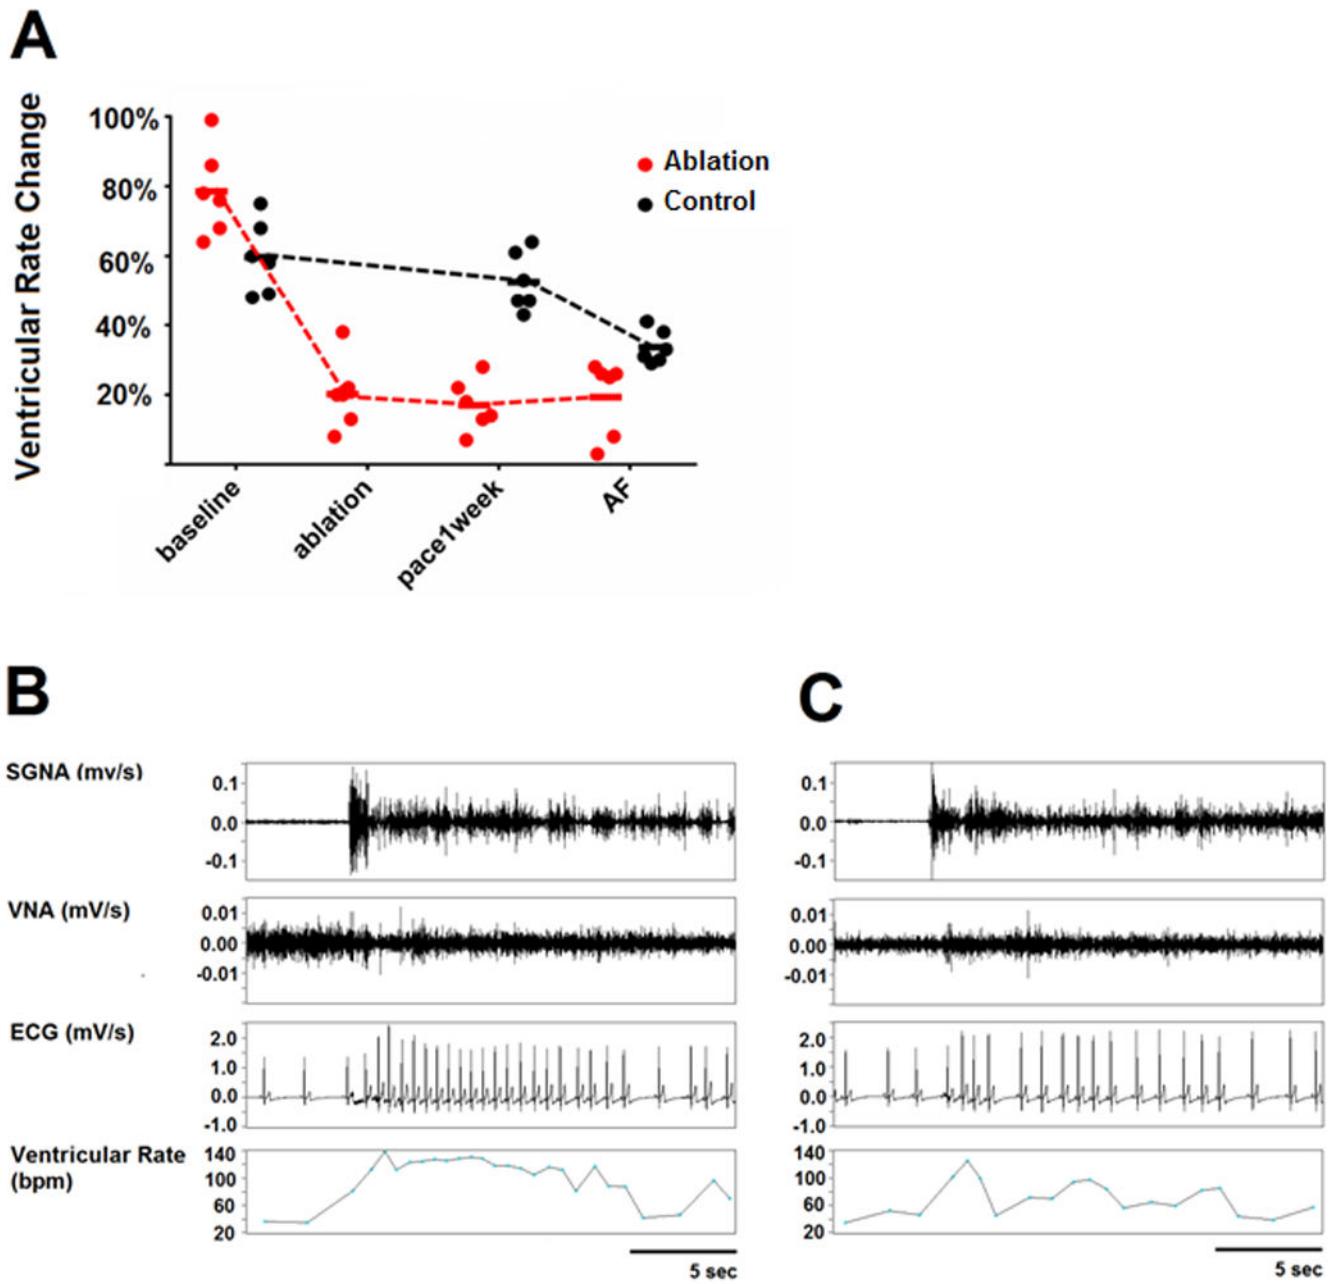 A
Ventricular Rate Change
100%
80%
60%
40%
20%
Ablation
Control
baseline
ablation
pace1week
AF
B
C
SGNA (mv/s)
0.1
0.0
-0.1
0.1
0.0
-0.1
VNA (mV/s)
0.01
0.00
-0.01
0.01
0.00
-0.01
ECG (mV/s)
2.0
1.0
0.0
-1.0
2.0
1.0
0.0
-1.0
Ventricular Rate
(bpm)
140
100
60
20
140
100
60
20
5 sec
5 sec